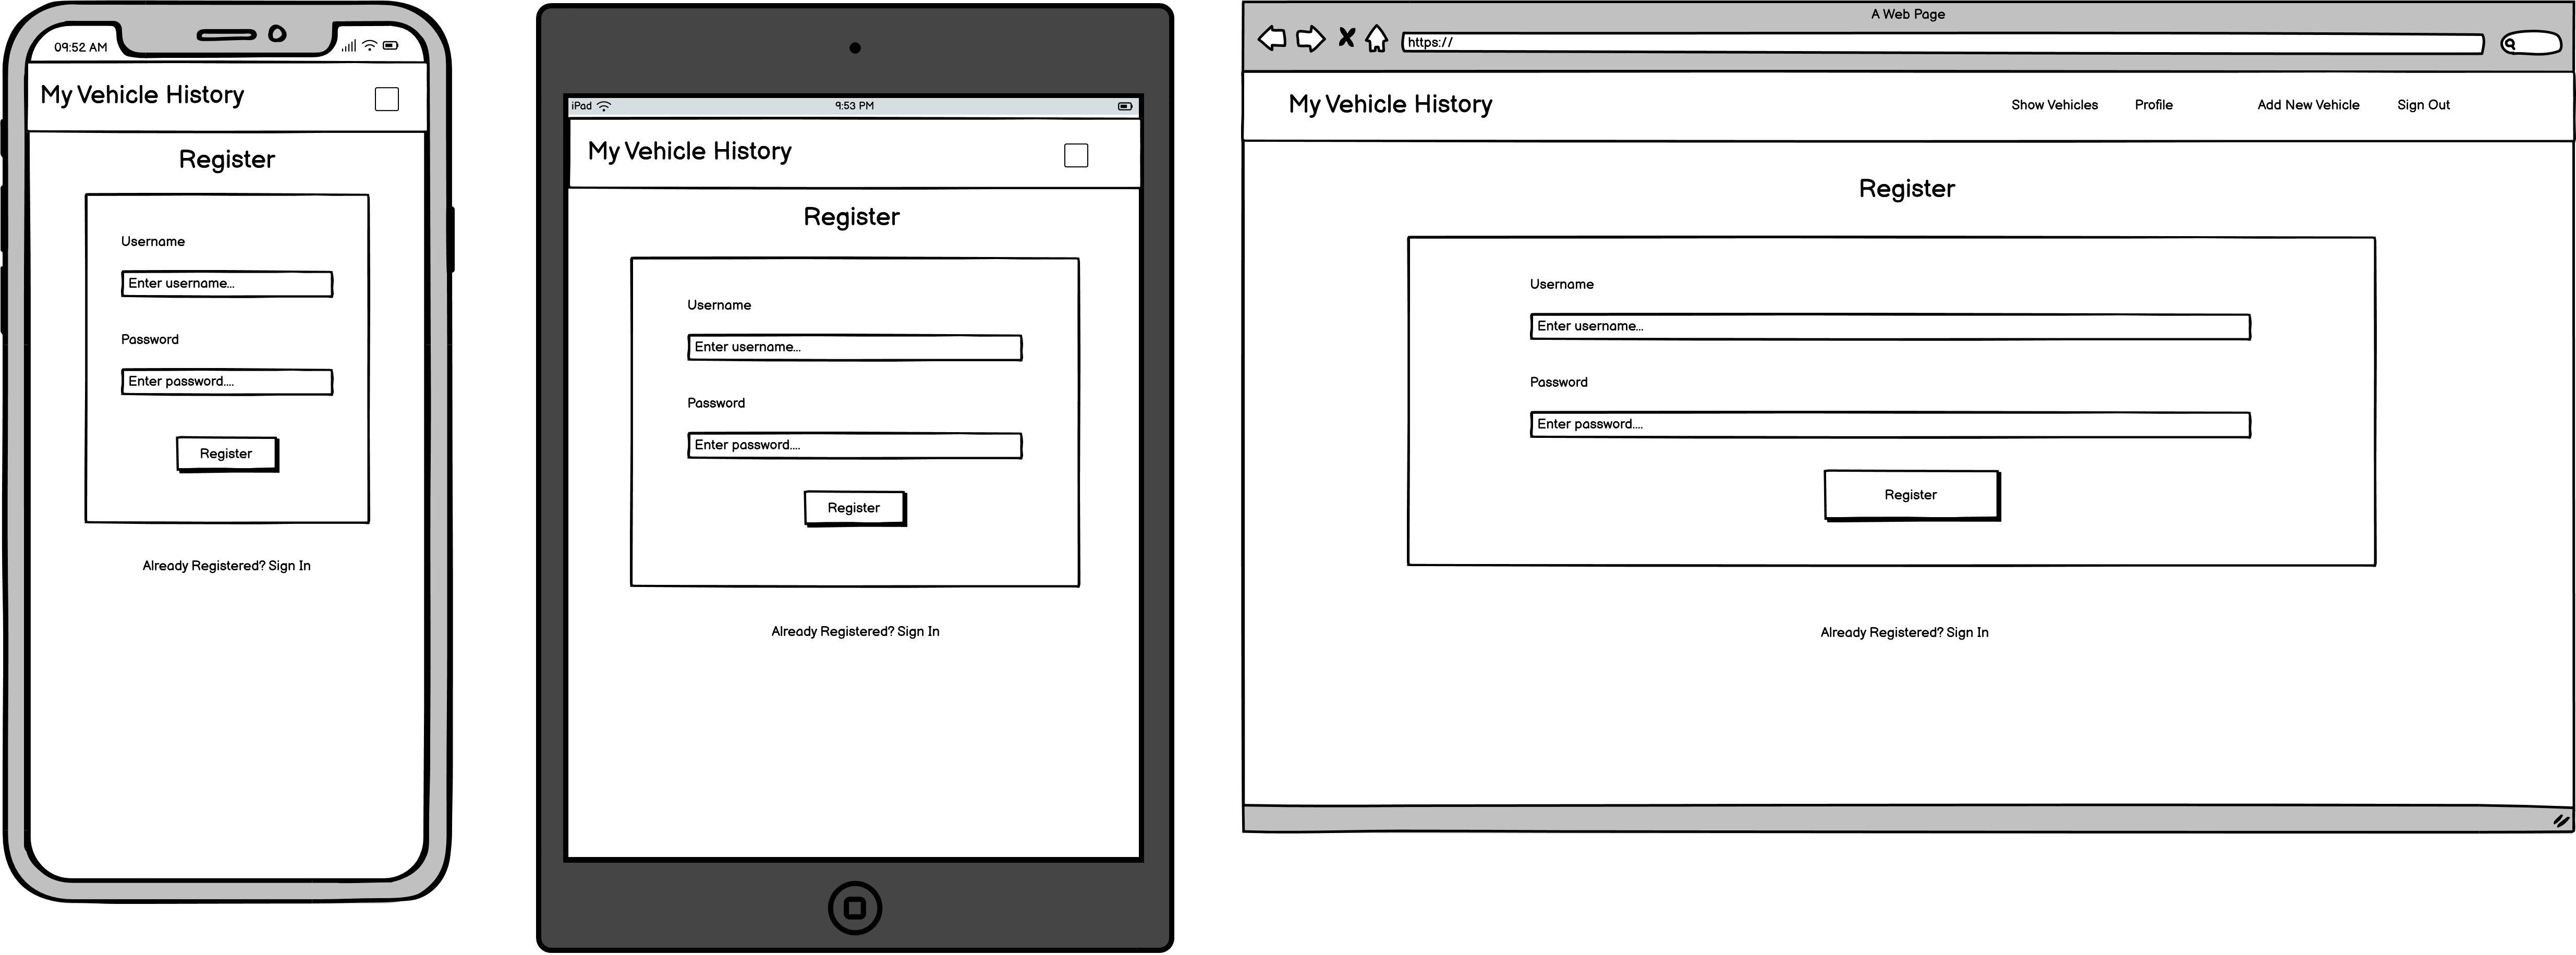 09:52 AM
My Vehicle History
Register
Username
Enter username...
Password
Enter password....
Register
Already Registered? Sign In
iPad
9:53 PM
My Vehicle History
Register
Username
Enter username...
Password
Enter password....
Register
Already Registered? Sign In
A Web Page
https://
My Vehicle History
Show Vehicles
Profile
Add New Vehicle
Sign Out
Register
Username
Enter username...
Password
Enter password....
Register
Already Registered? Sign In